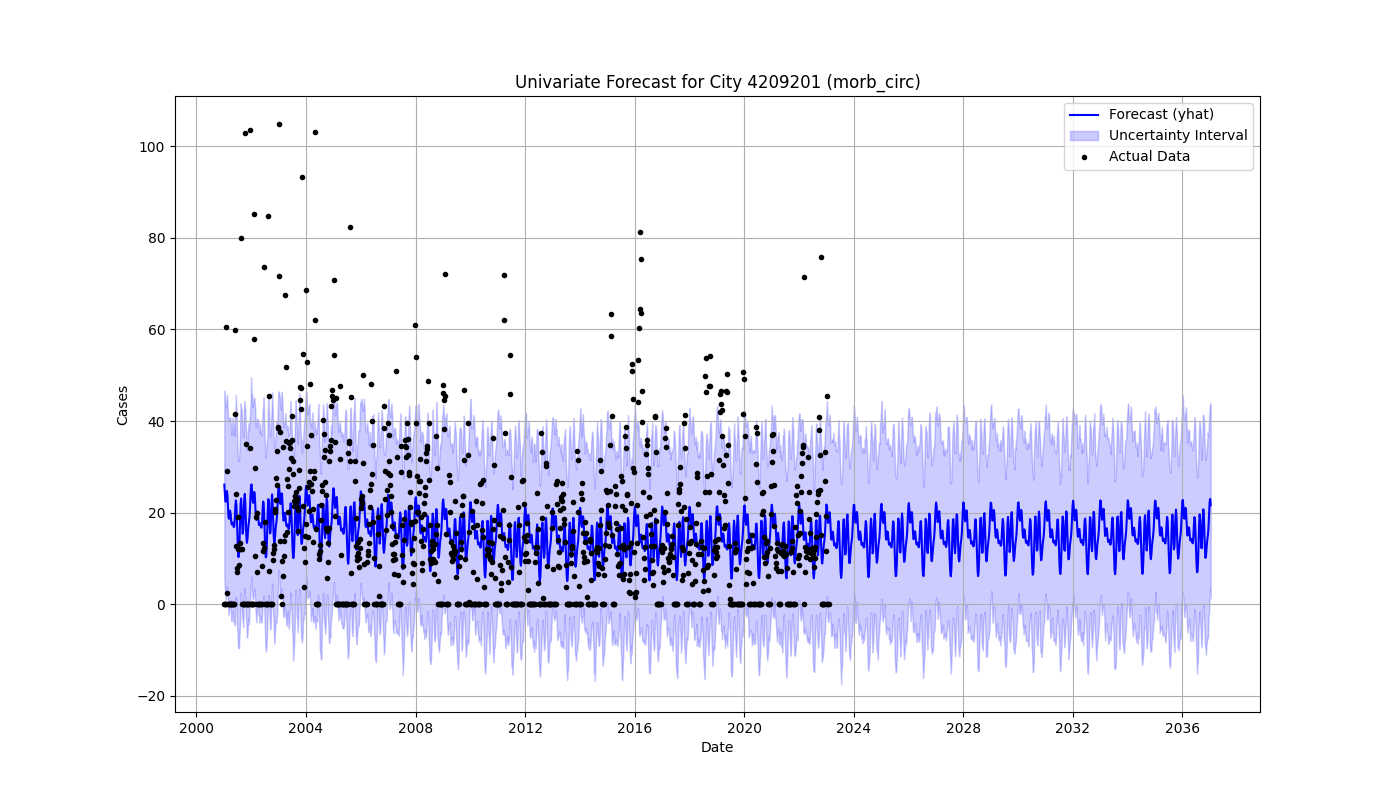 Univariate Forecast for City 4209201 (morb_circ)
Forecast (yhat)
Uncertainty Interval
Actual Data
Cases
100
80
60
40
20
0
−20
2000 2004 2008 2012 2016 2020 2024 2028 2032 2036
Date